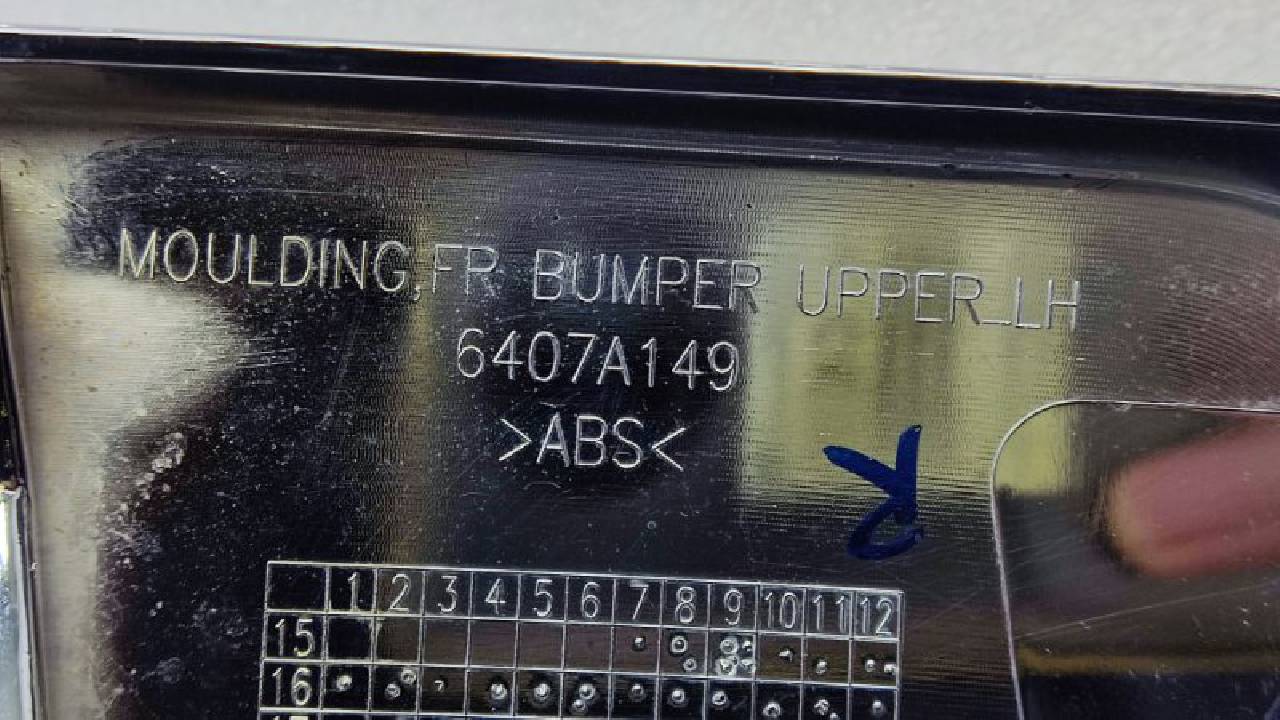 MOULDING,FR BUMPER UPPER_LH
6407A149
>ABS<
1 2 3 4 5 6 7 8 9 10 11 12
15
16